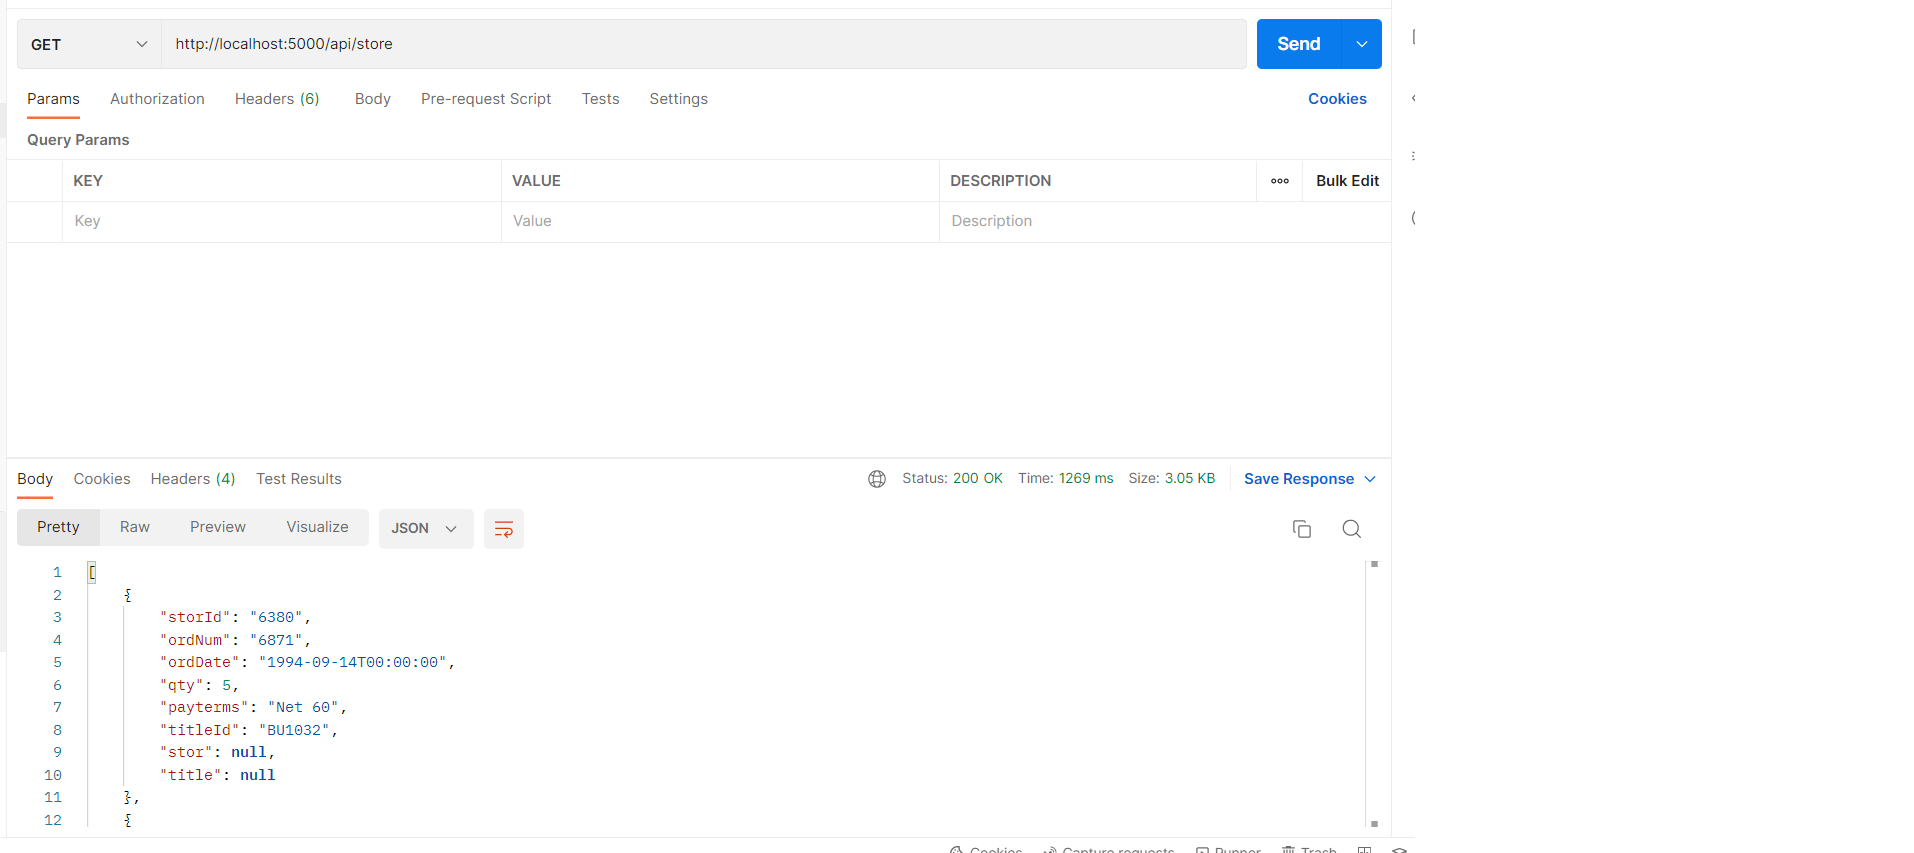 GET http://localhost:5000/api/store Send
Params Authorization Headers (6) Body Pre-request Script Tests Settings Cookies
Query Params
KEY VALUE DESCRIPTION ooo Bulk Edit
Key Value Description
Body Cookies Headers (4) Test Results Status: 200 OK Time: 1269 ms Size: 3.05 KB Save Response
Pretty Raw Preview Visualize JSON
1 [
2 {
3 "storId": "6380",
4 "ordNum": "6871",
5 "ordDate": "1994-09-14T00:00:00",
6 "qty": 5,
7 "payterms": "Net 60",
8 "titleId": "BU1032",
9 "stor": null,
10 "title": null
11 },
12 {
Cookies Capture requests Runner Trash